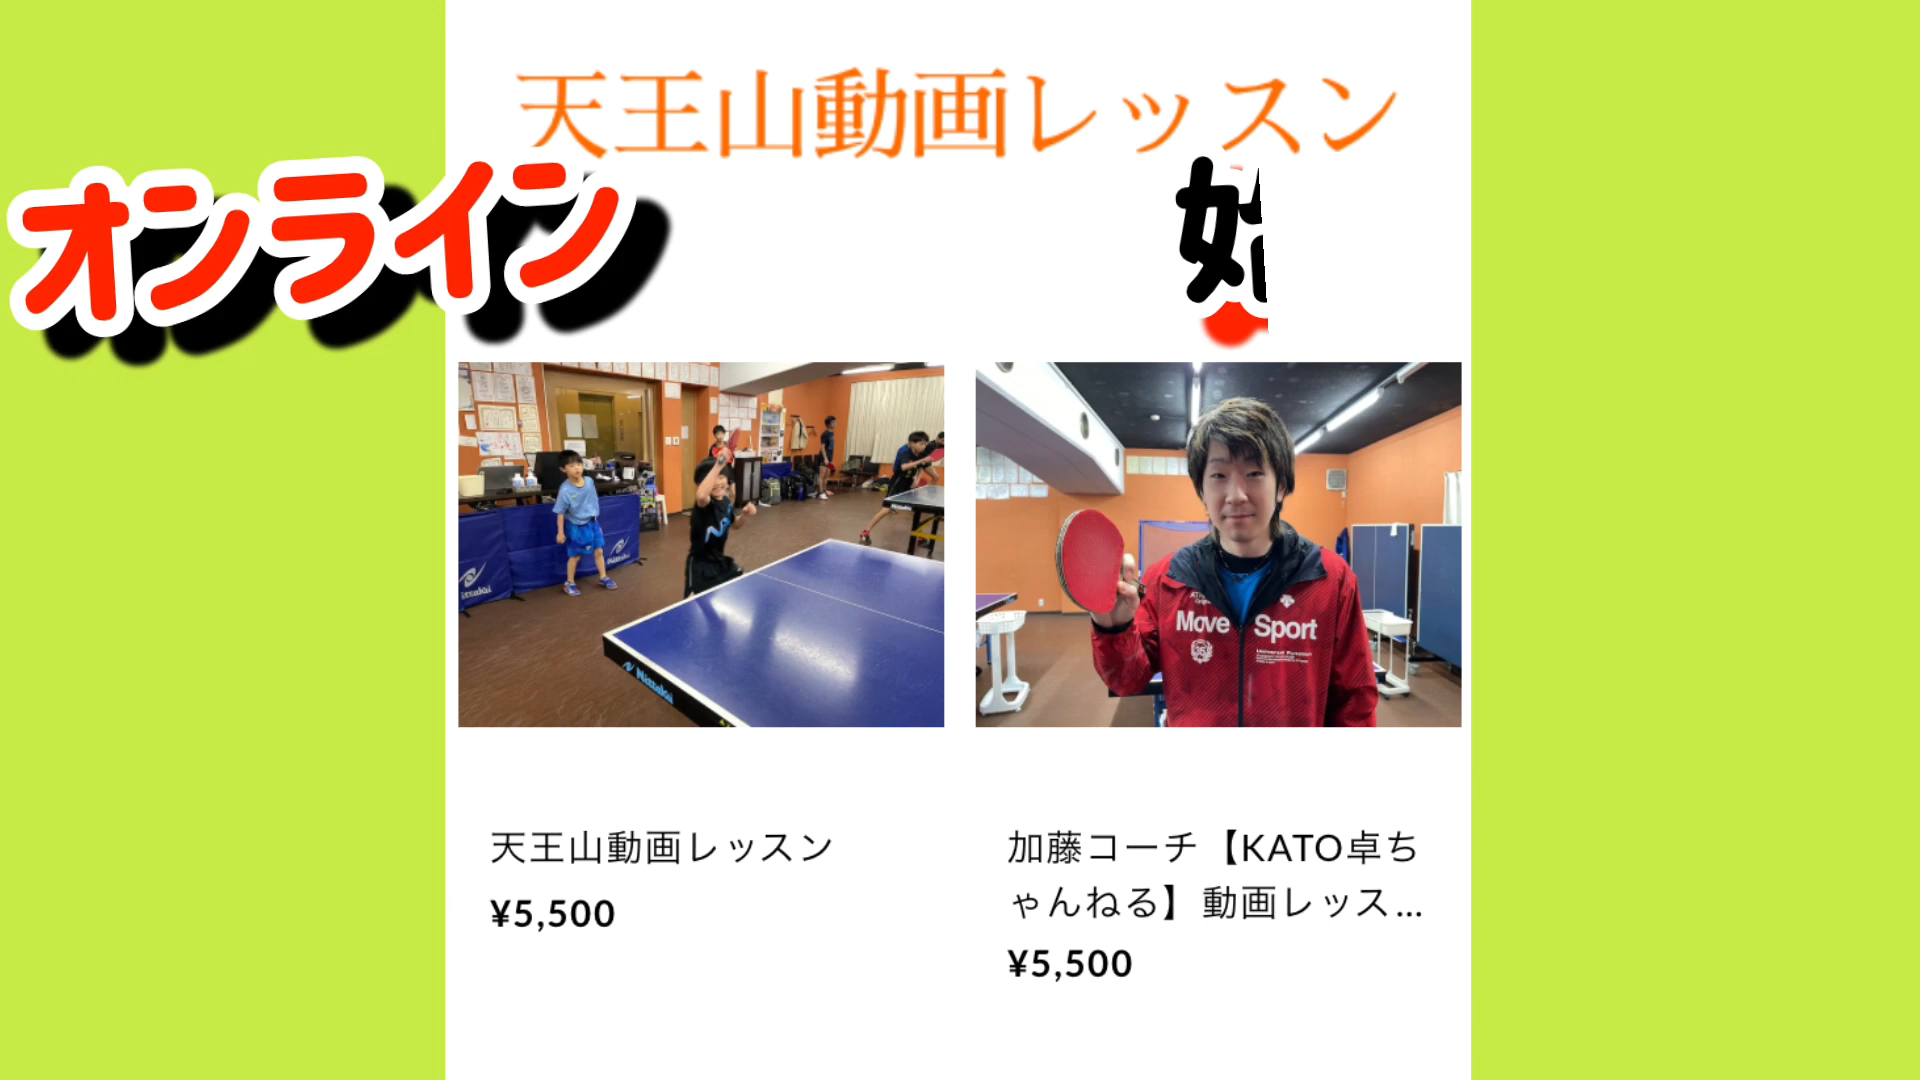 天王山動画レッスン
オンライン
Nittaku
Nittaku
Move Sport
天王山動画レッスン
¥5,500
加藤コーチ【KATO卓ち
ゃんねる】動画レッス...
¥5,500